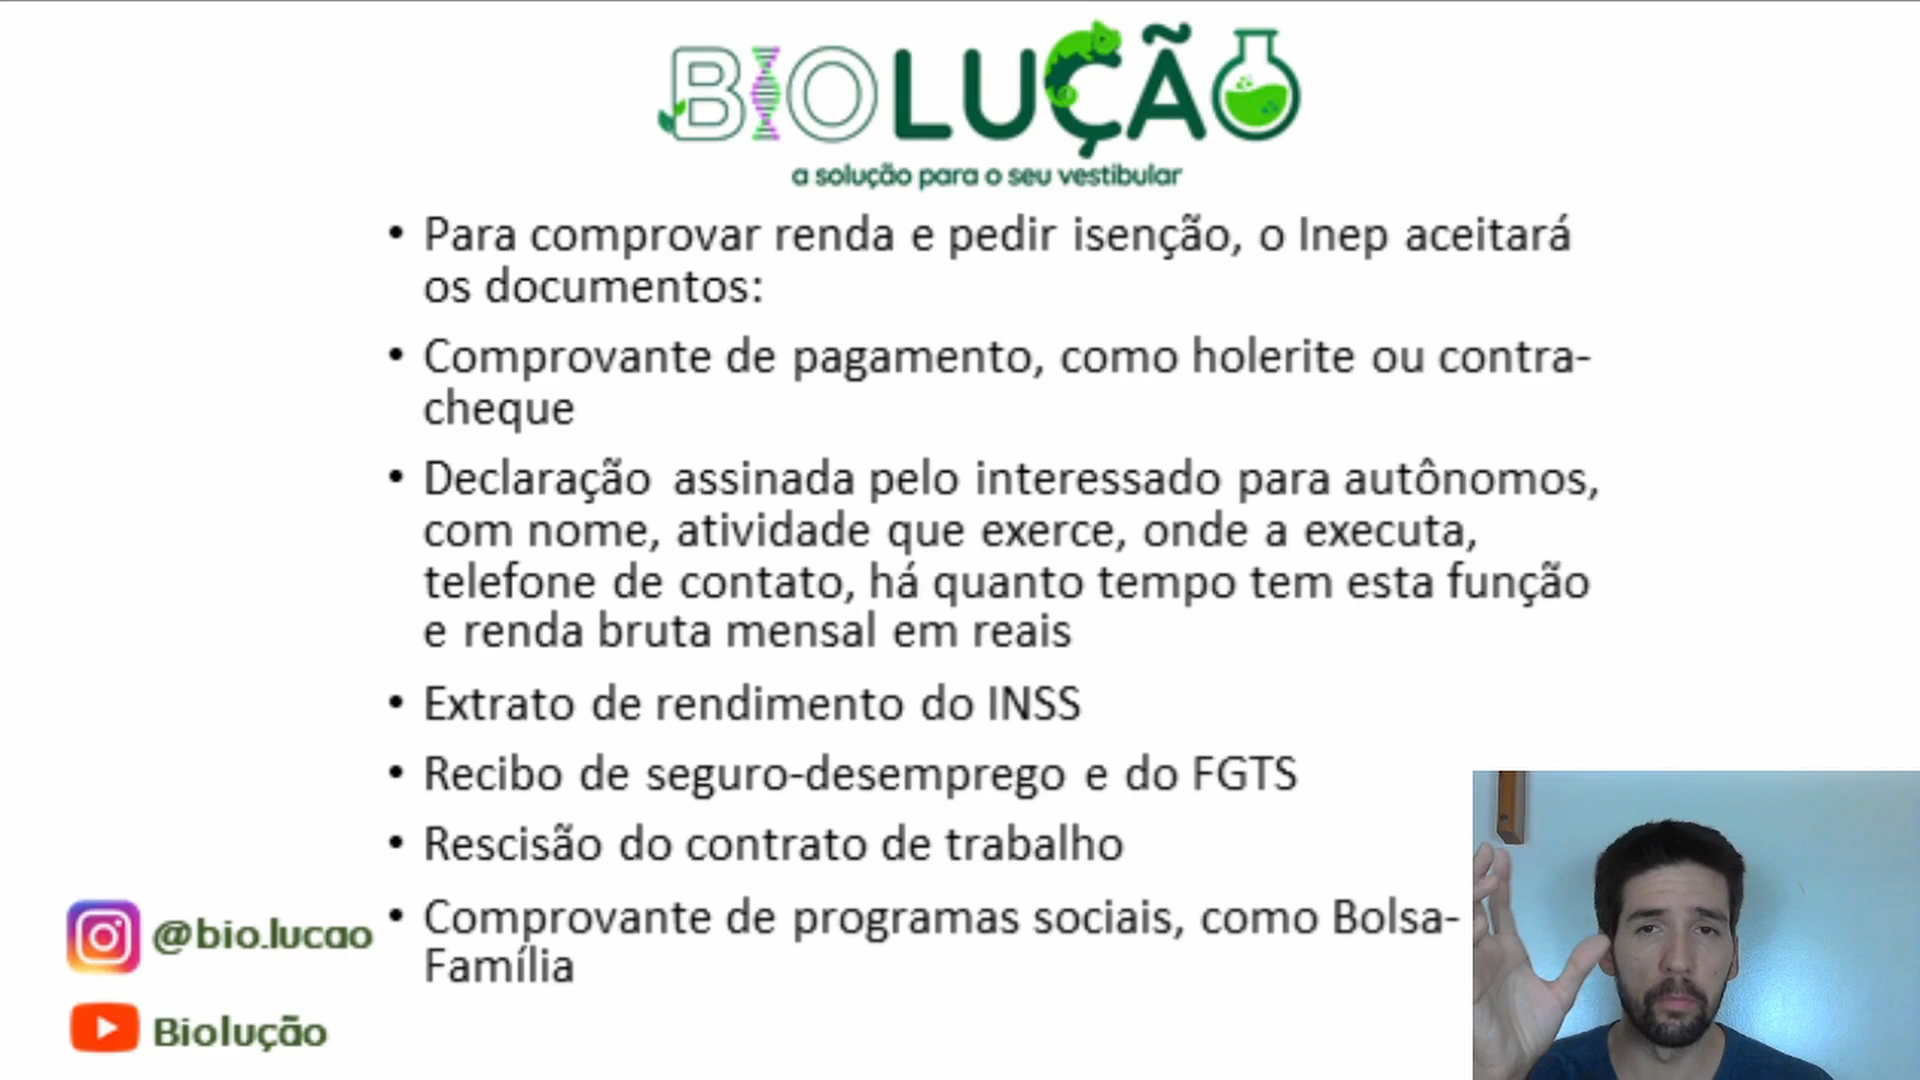 BIOLUÇÃO
a solução para o seu vestibular
• Para comprovar renda e pedir isenção, o Inep aceitará
os documentos:
• Comprovante de pagamento, como holerite ou contra-
cheque
• Declaração assinada pelo interessado para autônomos,
com nome, atividade que exerce, onde a executa,
telefone de contato, há quanto tempo tem esta função
e renda bruta mensal em reais
• Extrato de rendimento do INSS
• Recibo de seguro-desemprego e do FGTS
• Rescisão do contrato de trabalho
• Comprovante de programas sociais, como Bolsa-
Família
@bio.lucao
Biolução